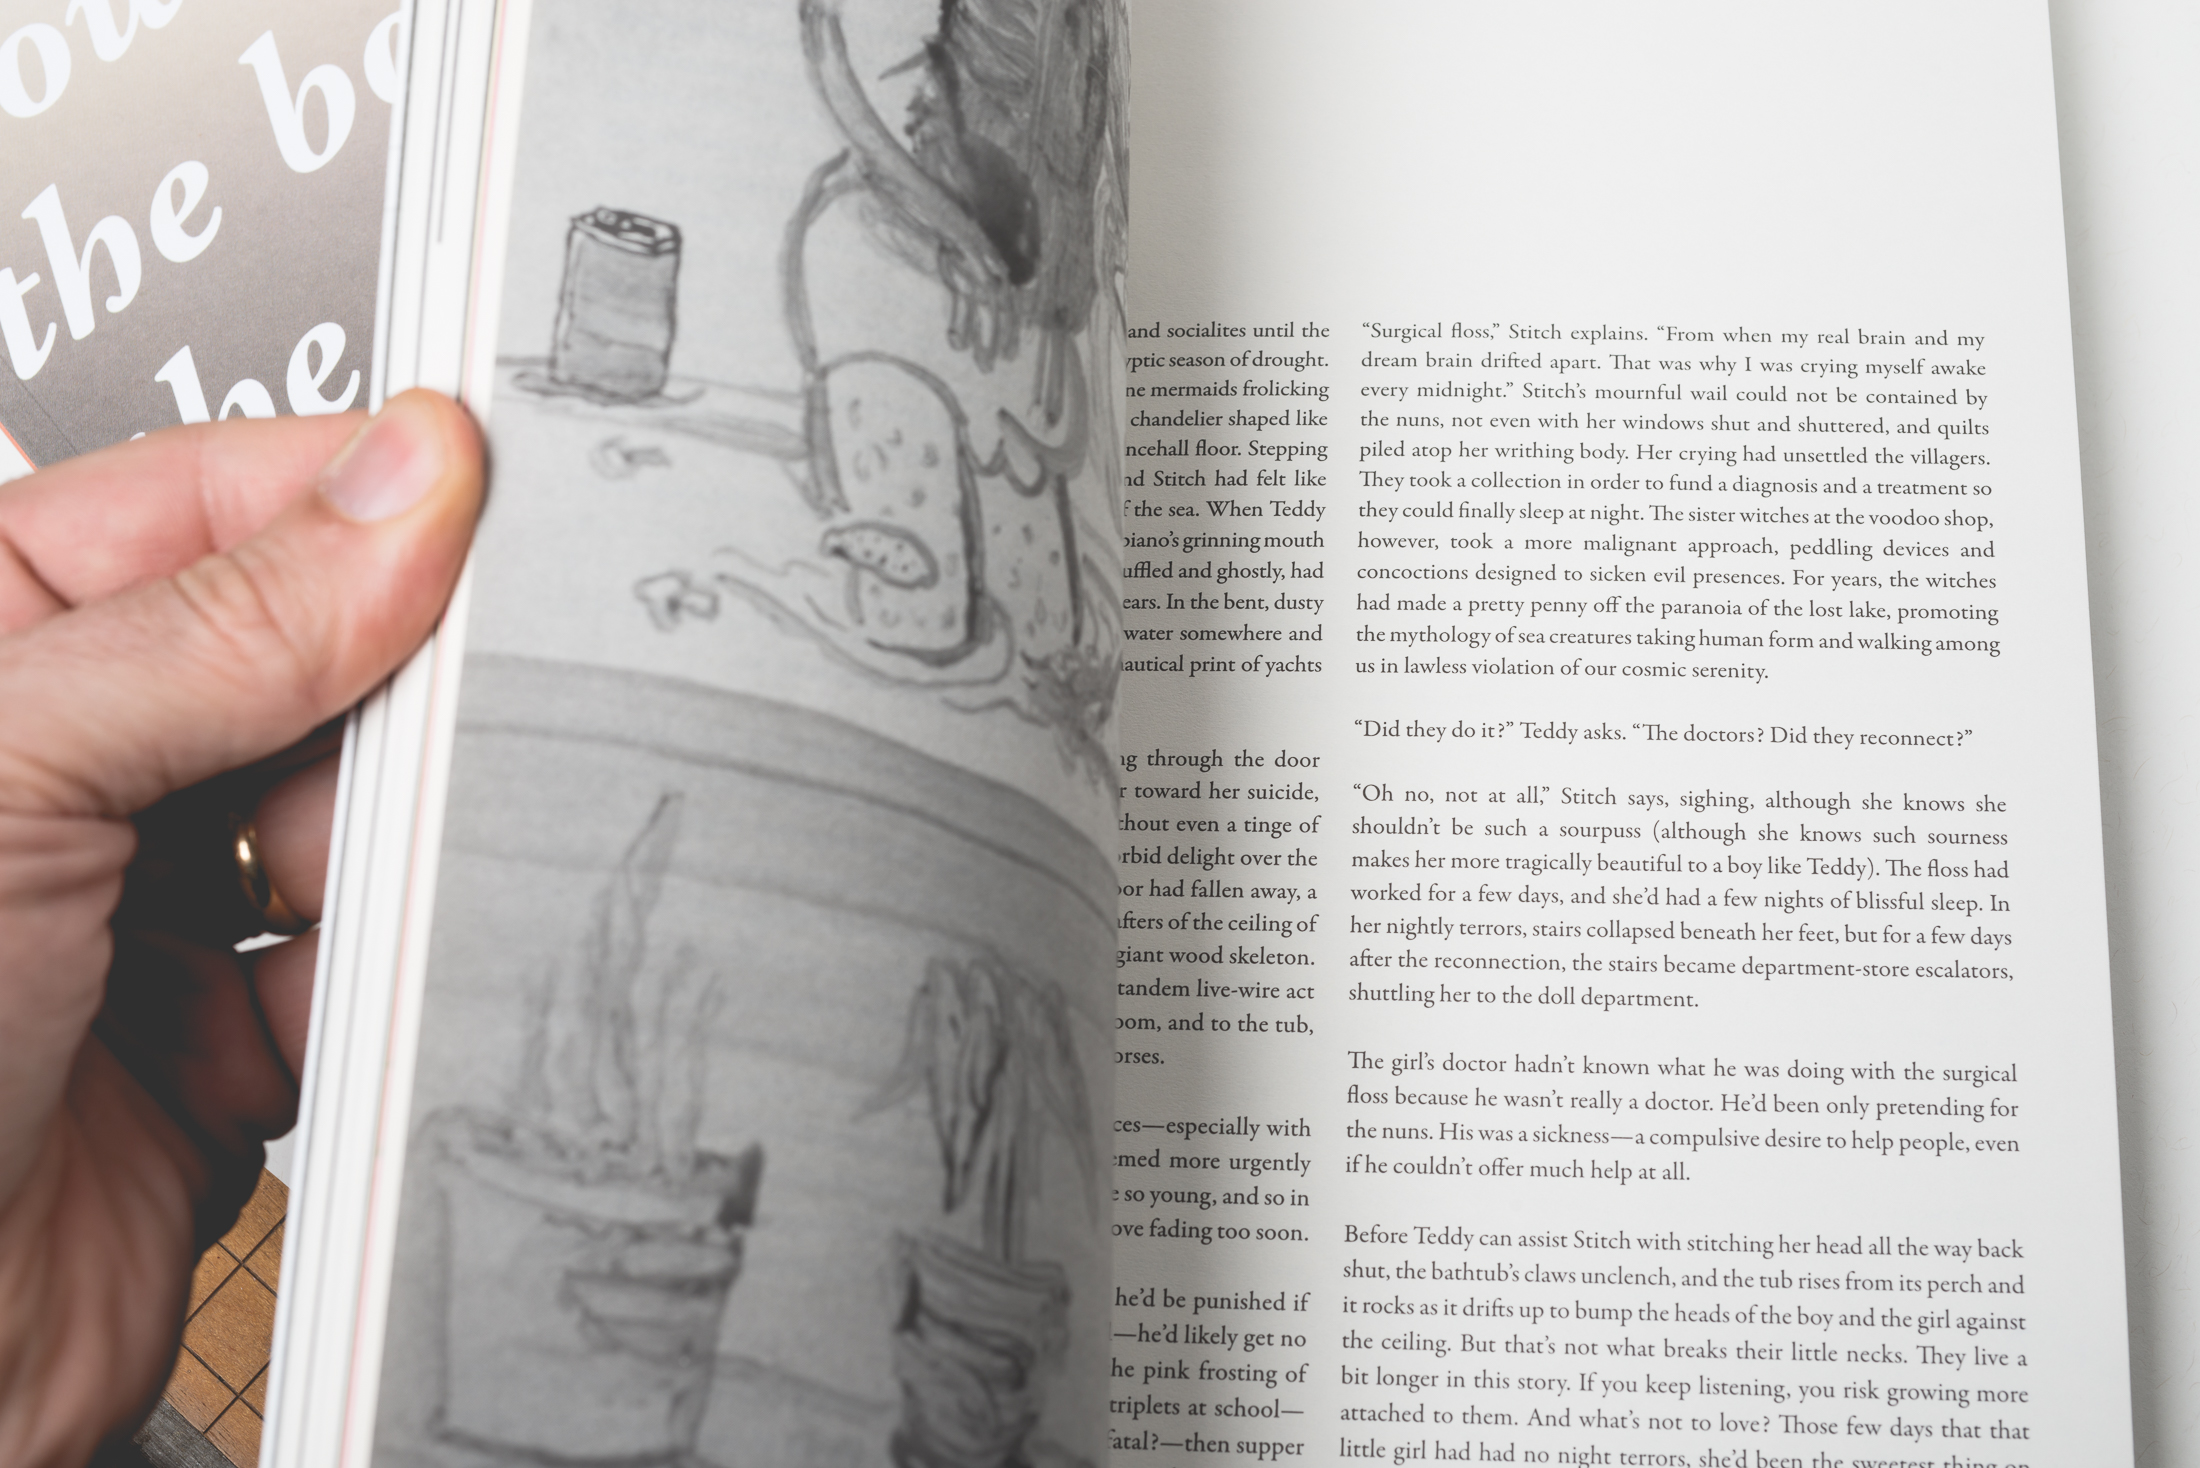 the
and socialites until the
season of drought.
mermaids frolicking
chandelier shaped like
floor. Stepping
Stitch had felt like
the sea. When Teddy
grinning mouth
and ghostly, had
In the bent, dusty
water somewhere and
print of yachts
through the door
toward her suicide,
even a tinge of
delight over the
had fallen away, a
of the ceiling of
giant wood skeleton.
tandem live-wire act
and to the tub,
—especially with
more urgently
so young, and so in
fading too soon.
he’d be punished if
—he’d likely get no
pink frosting of
triplets at school—
—then supper
“Surgical floss,” Stitch explains. “From when my real brain and my
dream brain drifted apart. That was why I was crying myself awake
every midnight.” Stitch’s mournful wail could not be contained by
the nuns, not even with her windows shut and shuttered, and quilts
piled atop her writhing body. Her crying had unsettled the villagers.
They took a collection in order to fund a diagnosis and a treatment so
they could finally sleep at night. The sister witches at the voodoo shop,
however, took a more malignant approach, peddling devices and
concoctions designed to sicken evil presences. For years, the witches
had made a pretty penny off the paranoia of the lost lake, promoting
the mythology of sea creatures taking human form and walking among
us in lawless violation of our cosmic serenity.
“Did they do it?” Teddy asks. “The doctors? Did they reconnect?”
“Oh no, not at all,” Stitch says, sighing, although she knows she
shouldn’t be such a sourpuss (although she knows such sourness
makes her more tragically beautiful to a boy like Teddy). The floss had
worked for a few days, and she’d had a few nights of blissful sleep. In
her nightly terrors, stairs collapsed beneath her feet, but for a few days
after the reconnection, the stairs became department-store escalators,
shuttling her to the doll department.
The girl’s doctor hadn’t known what he was doing with the surgical
floss because he wasn’t really a doctor. He’d been only pretending for
the nuns. His was a sickness—a compulsive desire to help people, even
if he couldn’t offer much help at all.
Before Teddy can assist Stitch with stitching her head all the way back
shut, the bathtub’s claws unclench, and the tub rises from its perch and
it rocks as it drifts up to bump the heads of the boy and the girl against
the ceiling. But that’s not what breaks their little necks. They live a
bit longer in this story. If you keep listening, you risk growing more
attached to them. And what’s not to love? Those few days that that
little girl had had no night terrors, she’d been the sweetest thing on